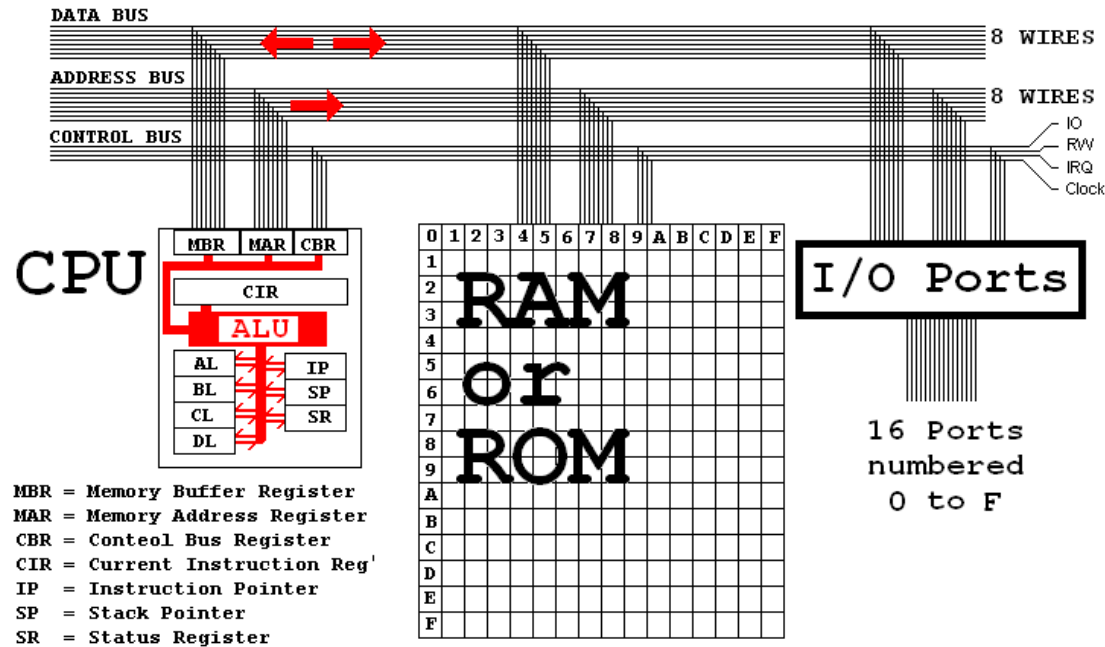 DATA BUS
8 WIRES
ADDRESS BUS
8 WIRES
CONTROL BUS
IO
RW
IRQ
Clock
CPU
MBR MAR CBR
CIR
ALU
AL
BL
CL
DL
IP
SP
SR
0 1 2 3 4 5 6 7 8 9 A B C D E F
1
2
3
4
5
6
7
8
9
A
B
C
D
E
F
RAM
or
ROM
I/O Ports
16 Ports
numbered
0 to F
MBR = Memory Buffer Register
MAR = Memory Address Register
CBR = Conteol Bus Register
CIR = Current Instruction Reg'
IP = Instruction Pointer
SP = Stack Pointer
SR = Status Register